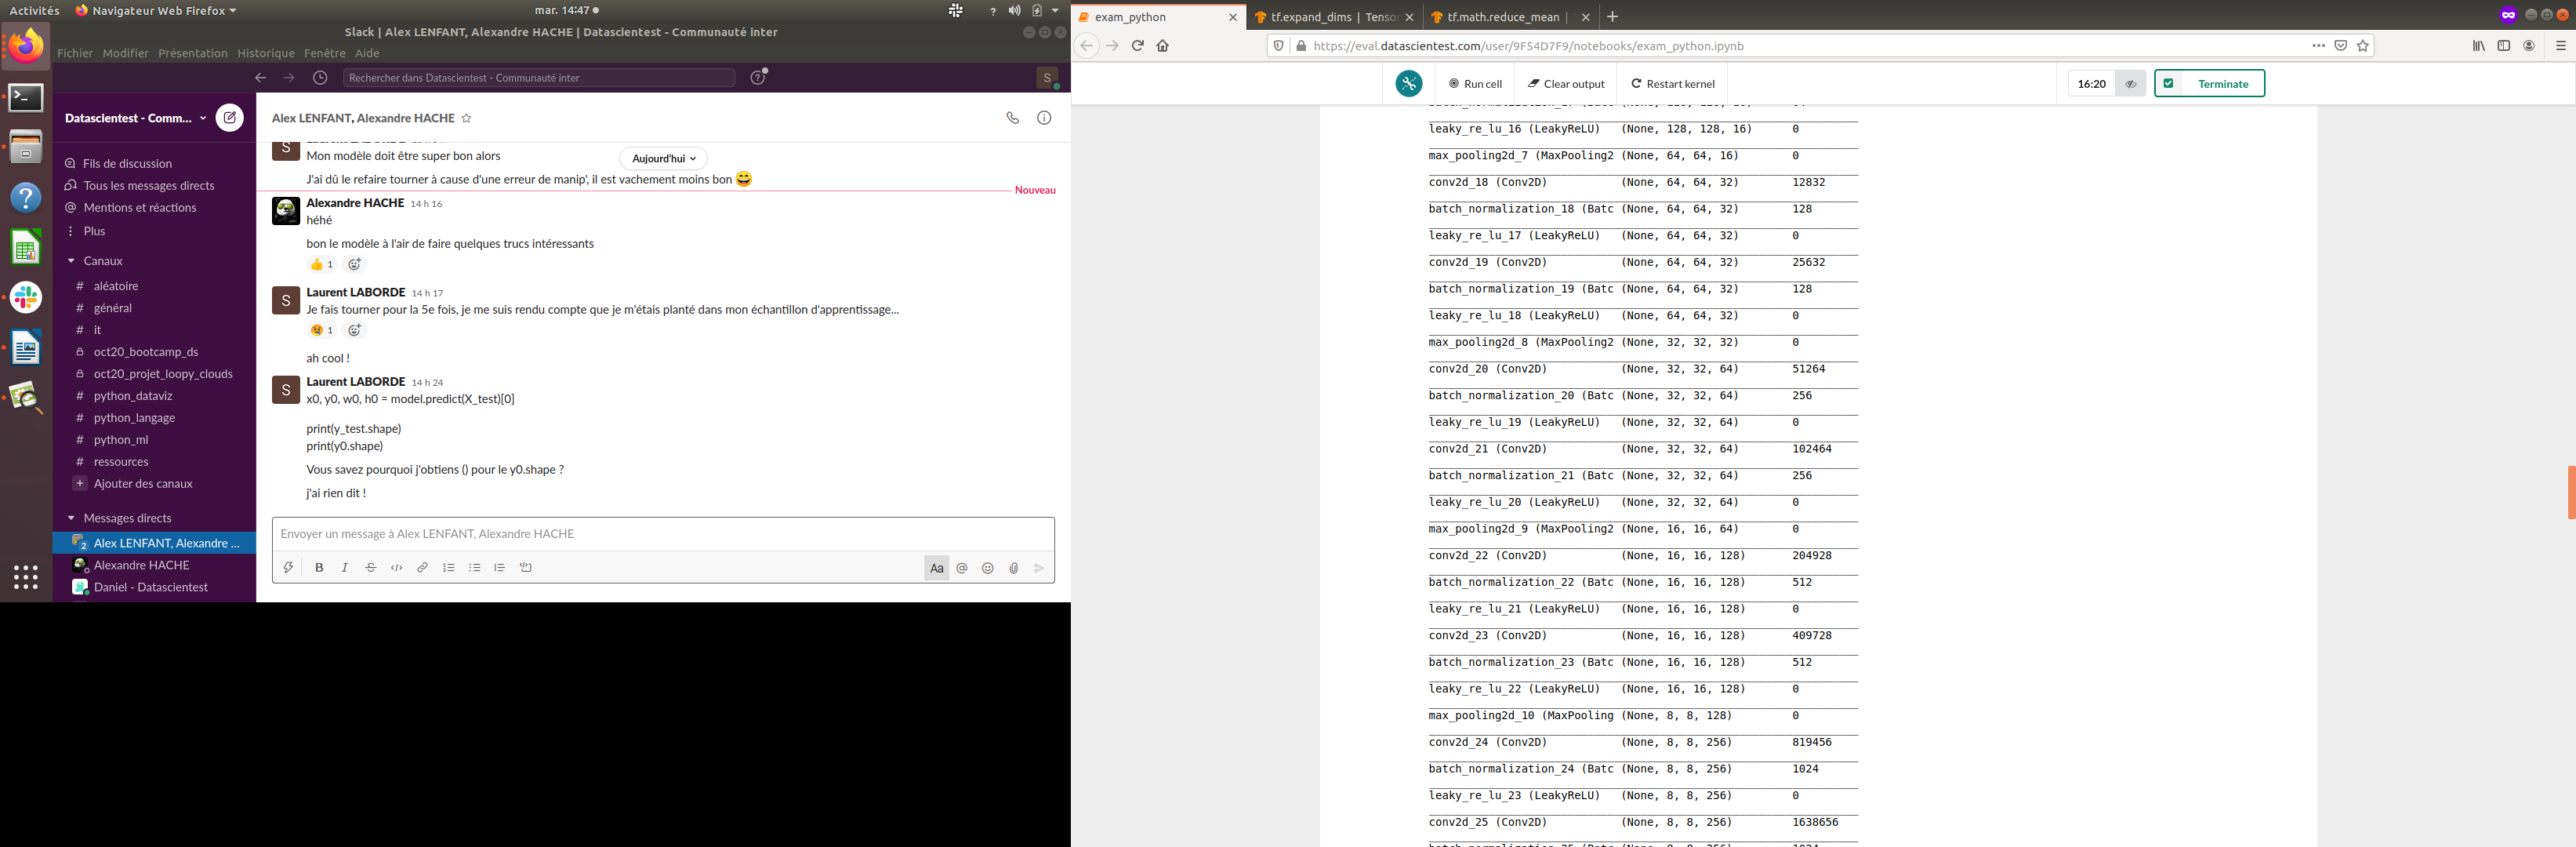 Activités
Navigateur Web Firefox
mar. 14:47
Slack | Alex LENFANT, Alexandre HACHE | Datascientest - Communauté inter
Fichier Modifier Présentation Historique Fenêtre Aide
Rechercher dans Datascientest - Communauté inter
S
Datascientest - Comm...
Fils de discussion
Tous les messages directs
Mentions et réactions
Plus
Canaux
# aléatoire
# général
# it
oct20_bootcamp_ds
oct20_projet_loopy_clouds
# python_dataviz
# python_langage
# python_ml
# ressources
+ Ajouter des canaux
Messages directs
2 Alex LENFANT, Alexandre ...
Alexandre HACHE
Daniel - Datascientest
Alex LENFANT, Alexandre HACHE
S
Mon modèle doit être super bon alors
Aujourd'hui
J'ai dû le refaire tourner à cause d'une erreur de manip', il est vachement moins bon 😄
Nouveau
Alexandre HACHE 14 h 16
héhé
bon le modèle à l'air de faire quelques trucs intéressants
👍 1
S
Laurent LABORDE 14 h 17
Je fais tourner pour la 5e fois, je me suis rendu compte que je m'étais planté dans mon échantillon d'apprentissage...
😢 1
ah cool !
S
Laurent LABORDE 14 h 24
x0, y0, w0, h0 = model.predict(X_test)[0]
print(y_test.shape)
print(y0.shape)
Vous savez pourquoi j'obtiens () pour le y0.shape ?
j'ai rien dit !
Envoyer un message à Alex LENFANT, Alexandre HACHE
B I S </> Aa @
exam_python
tf.expand_dims | Tensor
tf.math.reduce_mean |
https://eval.datascientest.com/user/9F54D7F9/notebooks/exam_python.ipynb
Run cell
Clear output
Restart kernel
16:20
Terminate
leaky_re_lu_16 (LeakyReLU) (None, 128, 128, 16) 0
max_pooling2d_7 (MaxPooling2 (None, 64, 64, 16) 0
conv2d_18 (Conv2D) (None, 64, 64, 32) 12832
batch_normalization_18 (Batc (None, 64, 64, 32) 128
leaky_re_lu_17 (LeakyReLU) (None, 64, 64, 32) 0
conv2d_19 (Conv2D) (None, 64, 64, 32) 25632
batch_normalization_19 (Batc (None, 64, 64, 32) 128
leaky_re_lu_18 (LeakyReLU) (None, 64, 64, 32) 0
max_pooling2d_8 (MaxPooling2 (None, 32, 32, 32) 0
conv2d_20 (Conv2D) (None, 32, 32, 64) 51264
batch_normalization_20 (Batc (None, 32, 32, 64) 256
leaky_re_lu_19 (LeakyReLU) (None, 32, 32, 64) 0
conv2d_21 (Conv2D) (None, 32, 32, 64) 102464
batch_normalization_21 (Batc (None, 32, 32, 64) 256
leaky_re_lu_20 (LeakyReLU) (None, 32, 32, 64) 0
max_pooling2d_9 (MaxPooling2 (None, 16, 16, 64) 0
conv2d_22 (Conv2D) (None, 16, 16, 128) 204928
batch_normalization_22 (Batc (None, 16, 16, 128) 512
leaky_re_lu_21 (LeakyReLU) (None, 16, 16, 128) 0
conv2d_23 (Conv2D) (None, 16, 16, 128) 409728
batch_normalization_23 (Batc (None, 16, 16, 128) 512
leaky_re_lu_22 (LeakyReLU) (None, 16, 16, 128) 0
max_pooling2d_10 (MaxPooling (None, 8, 8, 128) 0
conv2d_24 (Conv2D) (None, 8, 8, 256) 819456
batch_normalization_24 (Batc (None, 8, 8, 256) 1024
leaky_re_lu_23 (LeakyReLU) (None, 8, 8, 256) 0
conv2d_25 (Conv2D) (None, 8, 8, 256) 1638656